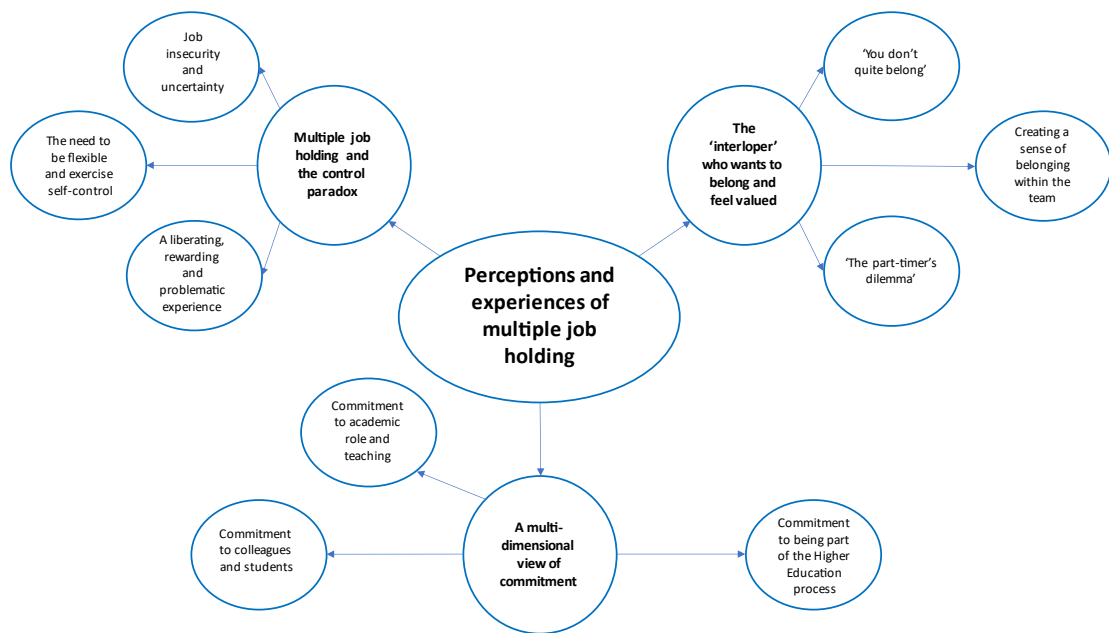 Job
insecurity
and
uncertainty
The need to
be flexible
and exercise
self-control
A liberating,
rewarding
and
problematic
experience
Multiple job
holding and
the control
paradox
The
‘interloper’
who wants to
belong and
feel valued
‘You don’t
quite belong’
Creating a
sense of
belonging
within the
team
‘The part-timer’s
dilemma’
Perceptions and
experiences of
multiple job
holding
Commitment
to academic
role and
teaching
Commitment
to colleagues
and students
A multi-
dimensional
view of
commitment
Commitment
to being part
of the Higher
Education
process